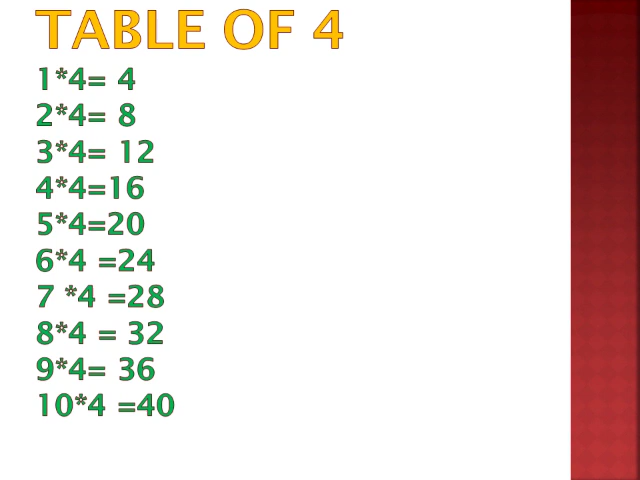 TABLE OF 4
1*4= 4
2*4= 8
3*4= 12
4*4=16
5*4=20
6*4 =24
7 *4 =28
8*4 = 32
9*4= 36
10*4 =40